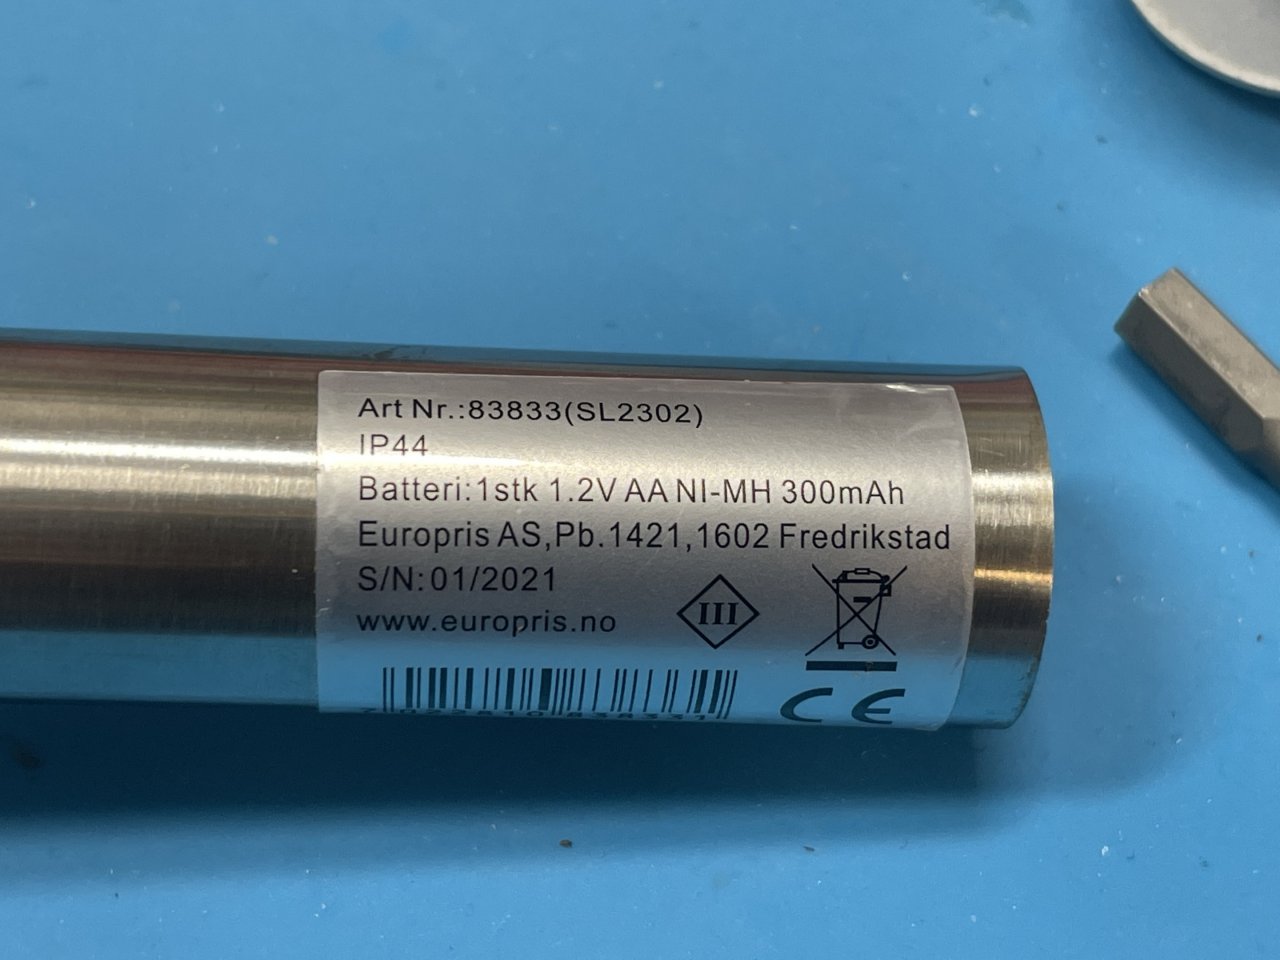 Art Nr.:83833(SL2302)
IP44
Batteri:1stk 1.2V AA NI-MH 300mAh
Europris AS,Pb.1421,1602 Fredrikstad
S/N:01/2021
www.europris.no
III
7022810838331
CE